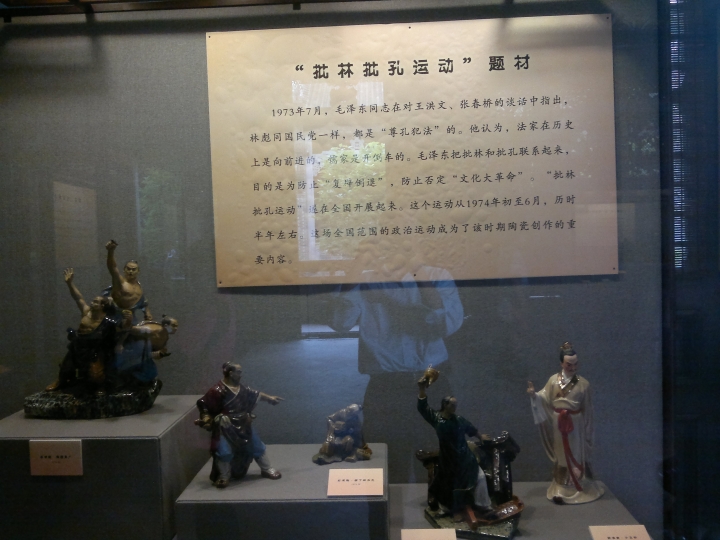 “批林批孔运动”题材
1973年7月，毛泽东同志在对王洪文、张春桥的谈话中指出，
林彪同国民党一样，都是“尊孔犯法”的。他认为，法家在历史
上是向前进的，儒家是开倒车的。毛泽东把批林和批孔联系起来，
目的是为防止“复辟倒退”，防止否定“文化大革命”。“批林
批孔运动”遂在全国开展起来。这个运动从1974年初至6月，历时
半年左右。这场全国范围的政治运动成为了该时期陶瓷创作的重
要内容。